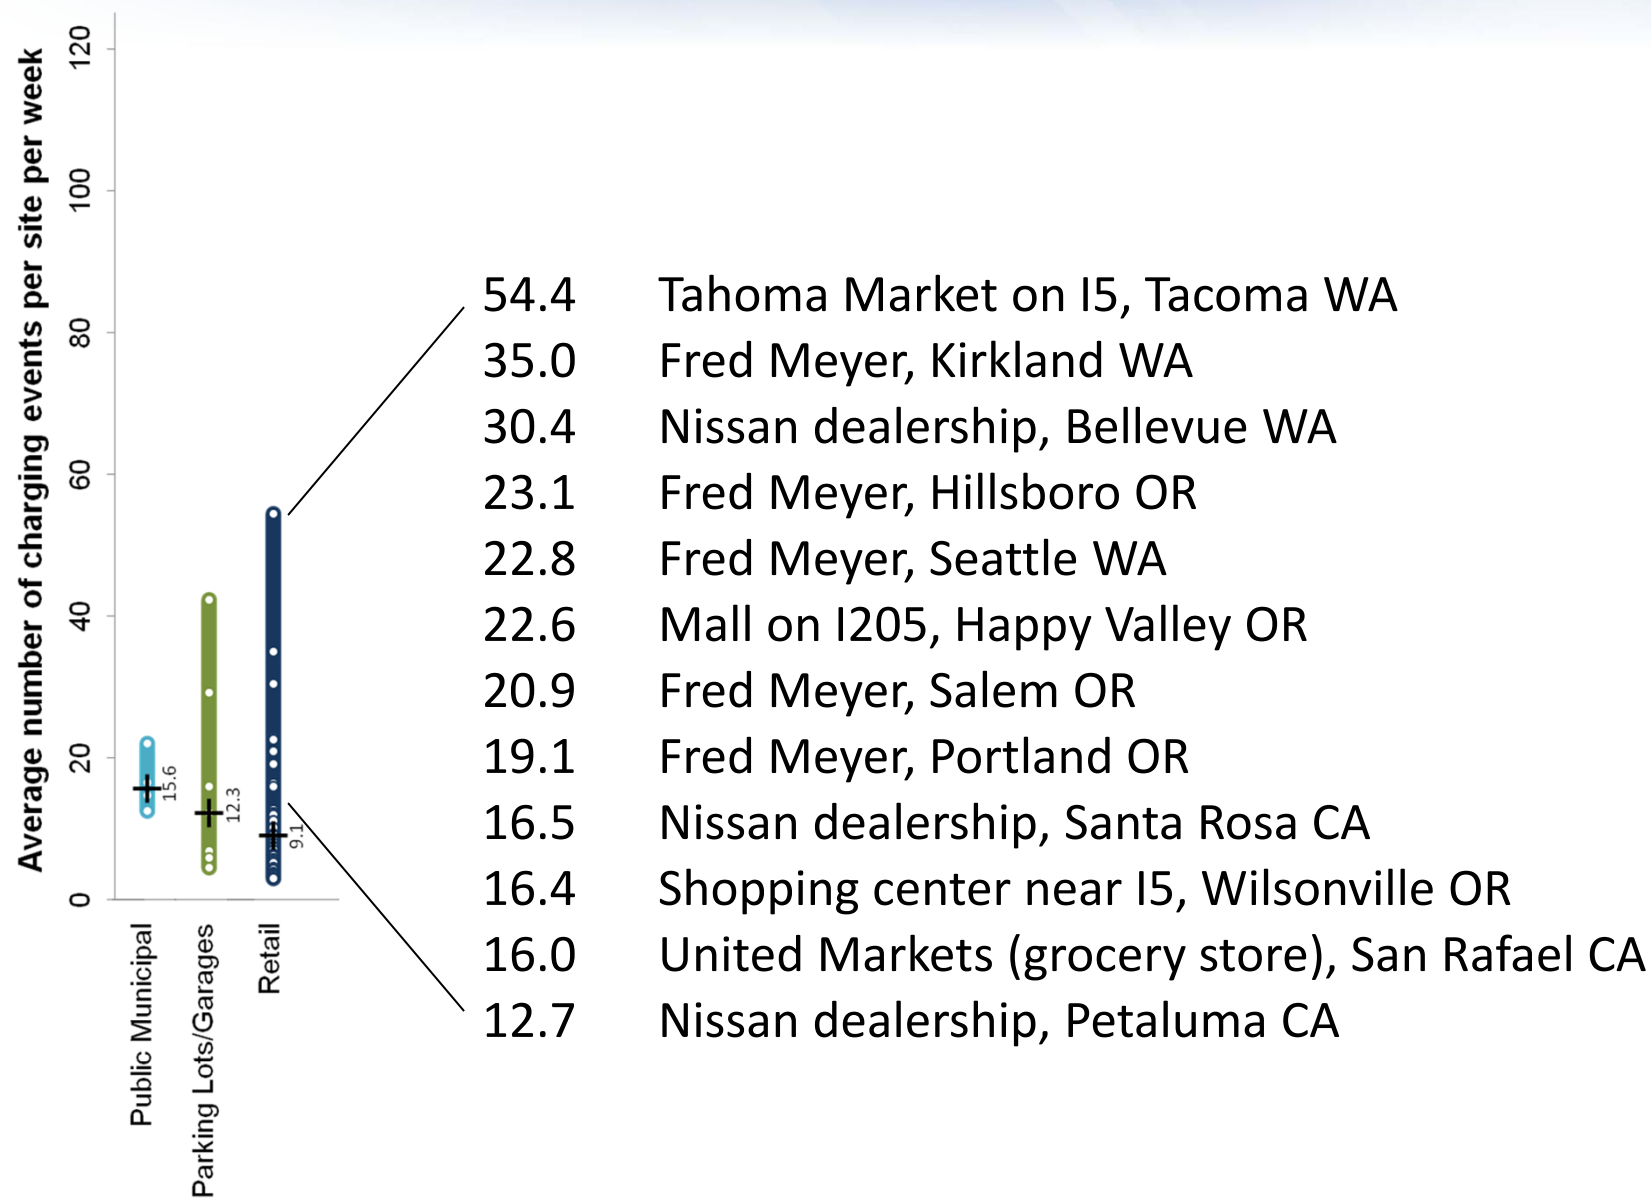 Average number of charging events per site per week
120
100
80
60
40
20
0
15.6
12.3
9.1
Public Municipal
Parking Lots/Garages
Retail
54.4 Tahoma Market on I5, Tacoma WA
35.0 Fred Meyer, Kirkland WA
30.4 Nissan dealership, Bellevue WA
23.1 Fred Meyer, Hillsboro OR
22.8 Fred Meyer, Seattle WA
22.6 Mall on I205, Happy Valley OR
20.9 Fred Meyer, Salem OR
19.1 Fred Meyer, Portland OR
16.5 Nissan dealership, Santa Rosa CA
16.4 Shopping center near I5, Wilsonville OR
16.0 United Markets (grocery store), San Rafael CA
12.7 Nissan dealership, Petaluma CA